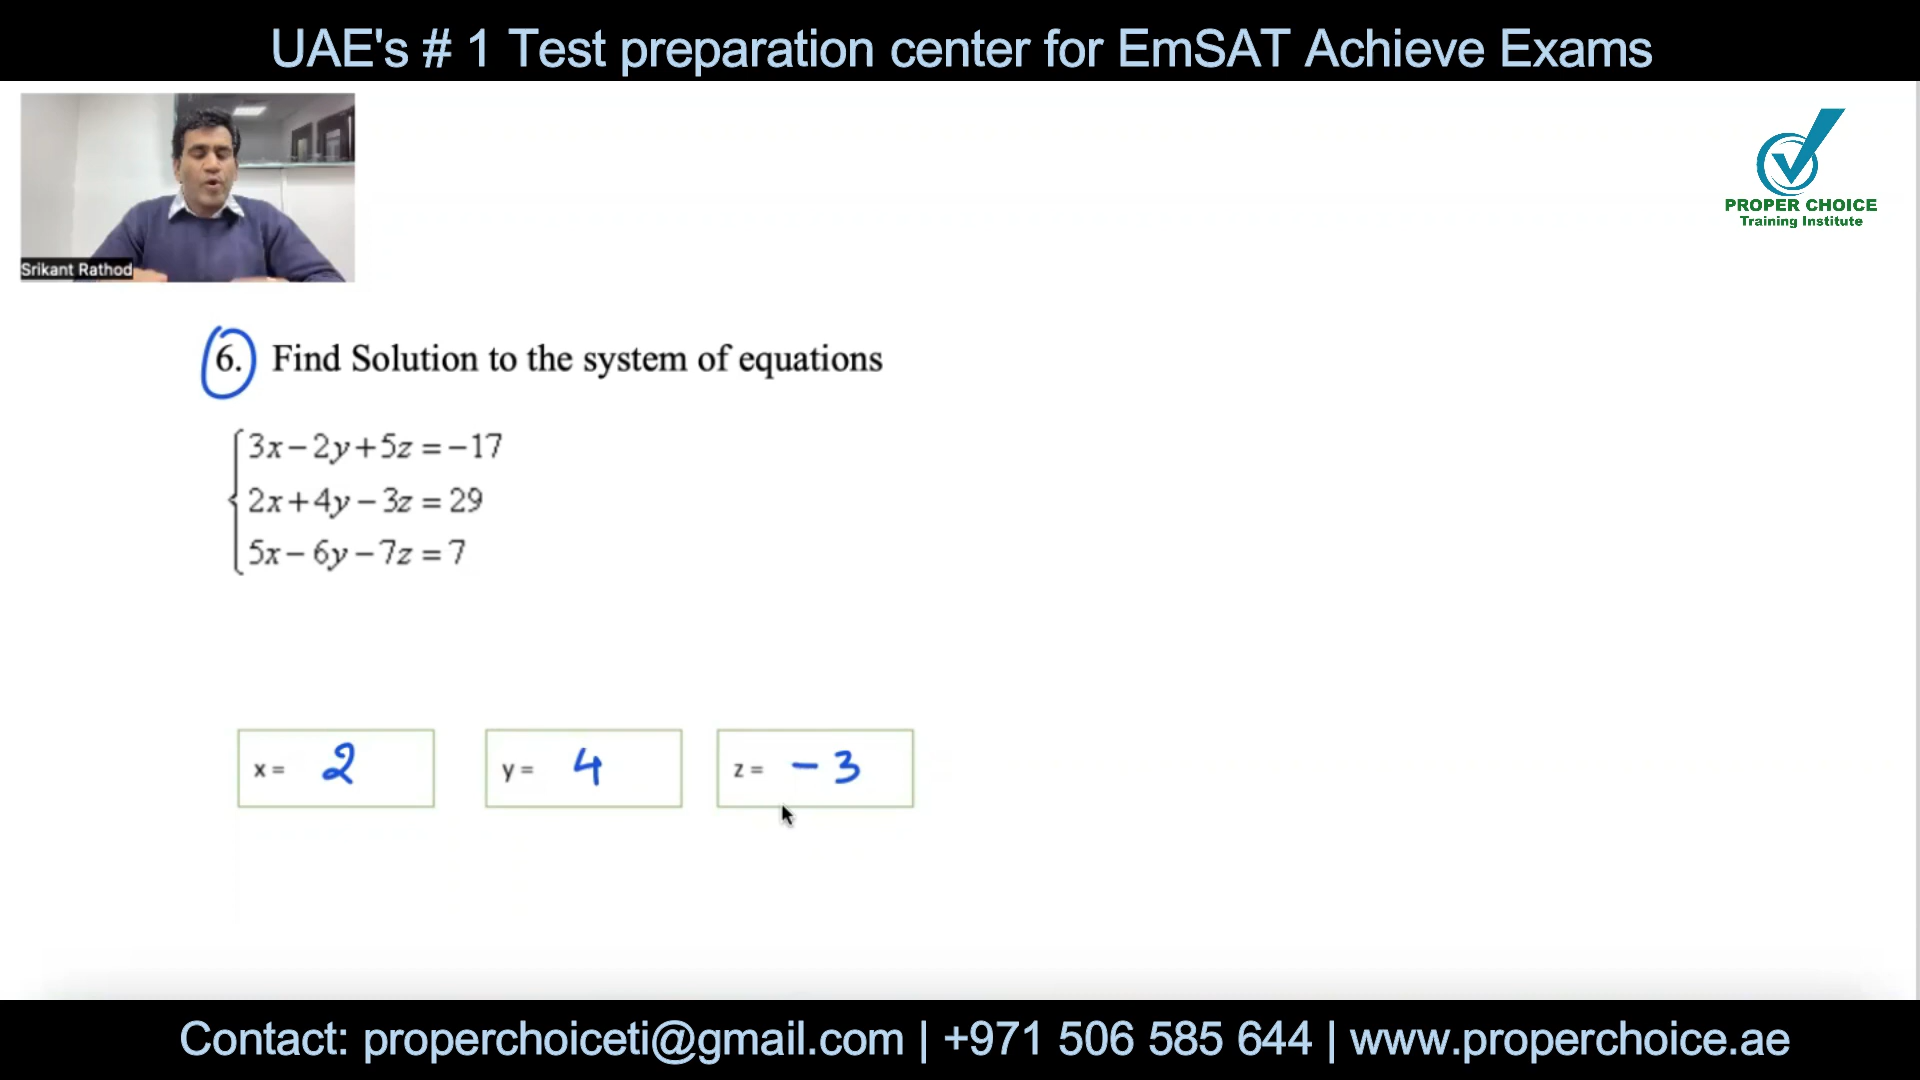 UAE's # 1 Test preparation center for EmSAT Achieve Exams
PROPER CHOICE
Training Institute
Srikant Rathod
6. Find Solution to the system of equations
3x−2y+5z=−17
2x+4y−3z=29
5x−6y−7z=7
x= 2
y= 4
z= −3
Contact: properchoiceti@gmail.com | +971 506 585 644 | www.properchoice.ae